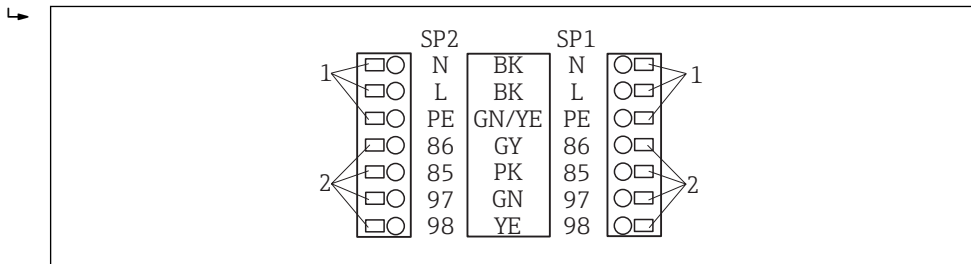 SP2 SP1
N BK N
1 1
L BK L
PE GN/YE PE
86 GY 86
85 PK 85
2 2
97 GN 97
98 YE 98